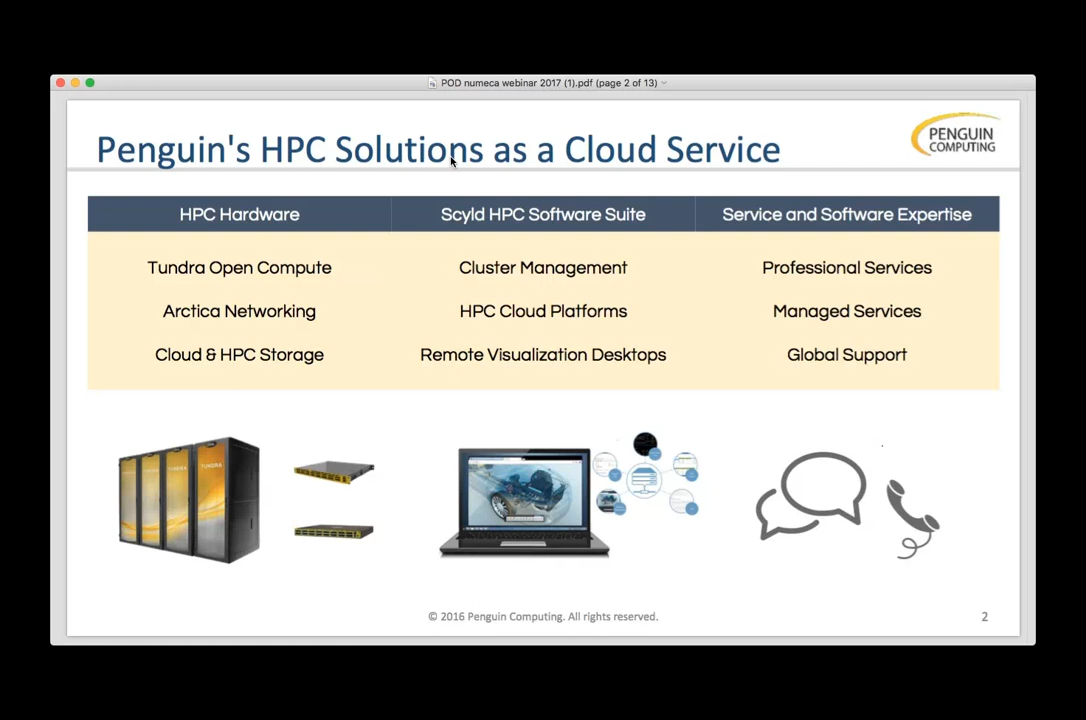 POD numeca webinar 2017 (1).pdf (page 2 of 13)
Penguin's HPC Solutions as a Cloud Service
PENGUIN
COMPUTING
HPC Hardware
Scyld HPC Software Suite
Service and Software Expertise
Tundra Open Compute
Cluster Management
Professional Services
Arctica Networking
HPC Cloud Platforms
Managed Services
Cloud & HPC Storage
Remote Visualization Desktops
Global Support
TUNDRA
© 2016 Penguin Computing. All rights reserved.
2